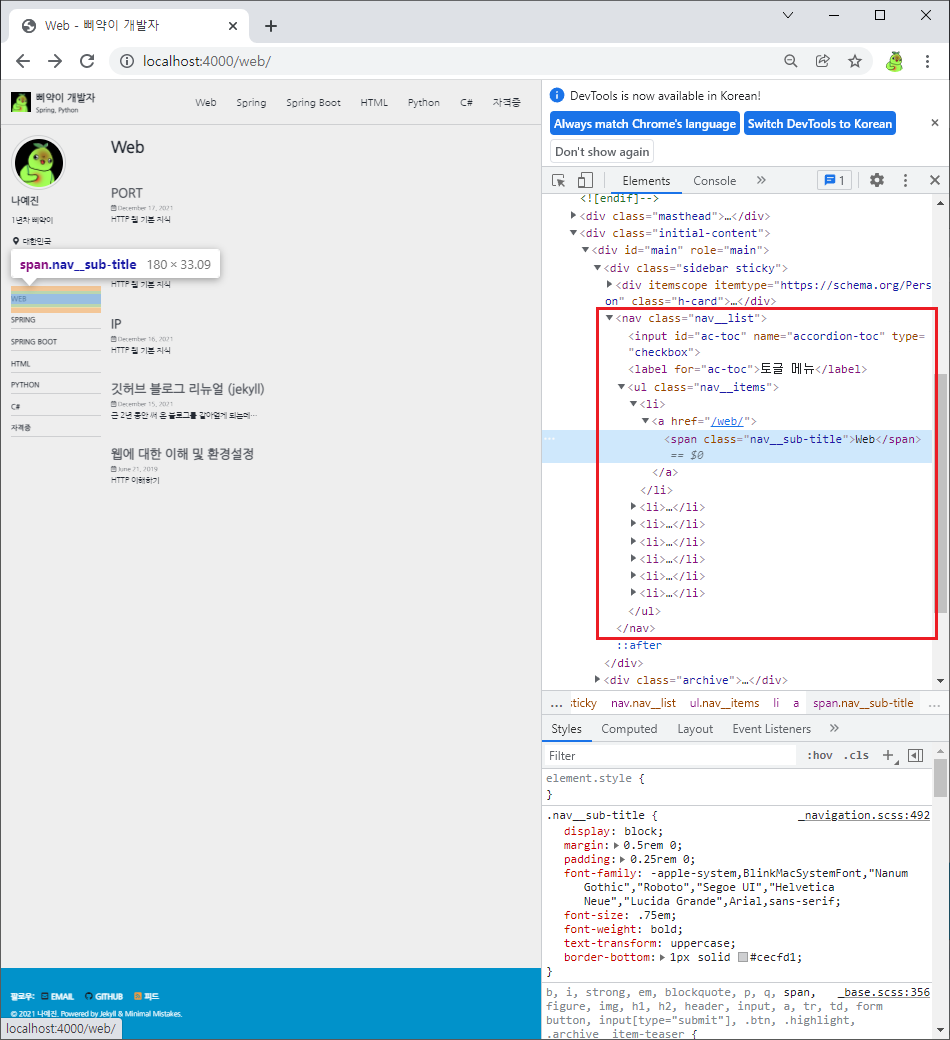 Web - 삐약이 개발자
localhost:4000/web/
삐약이 개발자
Spring, Python
Web Spring Spring Boot HTML Python C# 자격증
나예진
1년차 삐약이
대한민국
span.nav__sub-title 180 × 33.09
WEB
SPRING
SPRING BOOT
HTML
PYTHON
C#
자격증
Web
PORT
December 17, 2021
HTTP 웹 기본 지식
HTTP 웹 기본 지식
IP
December 16, 2021
HTTP 웹 기본 지식
깃허브 블로그 리뉴얼 (jekyll)
December 15, 2021
근 2년 동안 써 온 블로그를 갈아엎게 되는데…
웹에 대한 이해 및 환경설정
June 21, 2019
HTTP 이해하기
팔로우: EMAIL GITHUB 피드
© 2021 나예진. Powered by Jekyll & Minimal Mistakes.
localhost:4000/web/
DevTools is now available in Korean!
Always match Chrome's language Switch DevTools to Korean
Don't show again
Elements Console » 1
<![endif]-->
<div class="masthead">…</div>
<div class="initial-content">
<div id="main" role="main">
<div class="sidebar sticky">
<div itemscope itemtype="https://schema.org/Pers
on" class="h-card">…</div>
<nav class="nav__list">
<input id="ac-toc" name="accordion-toc" type=
"checkbox">
<label for="ac-toc">토글 메뉴</label>
<ul class="nav__items">
<li>
<a href="/web/">
<span class="nav__sub-title">Web</span>
== $0
</a>
</li>
<li>…</li>
<li>…</li>
<li>…</li>
<li>…</li>
<li>…</li>
<li>…</li>
</ul>
</nav>
::after
</div>
<div class="archive">…</div>
… sticky nav.nav__list ul.nav__items li a span.nav__sub-title …
Styles Computed Layout Event Listeners »
Filter :hov .cls +
element.style {
}
.nav__sub-title { _navigation.scss:492
display: block;
margin: 0.5rem 0;
padding: 0.25rem 0;
font-family: -apple-system,BlinkMacSystemFont,"Nanum
Gothic","Roboto","Segoe UI","Helvetica
Neue","Lucida Grande",Arial,sans-serif;
font-size: .75em;
font-weight: bold;
text-transform: uppercase;
border-bottom: 1px solid #cecfd1;
}
b, i, strong, em, blockquote, p, q, span, _base.scss:356
figure, img, h1, h2, header, input, a, tr, td, form
button, input[type="submit"], .btn, .highlight,
.archive__item-teaser {